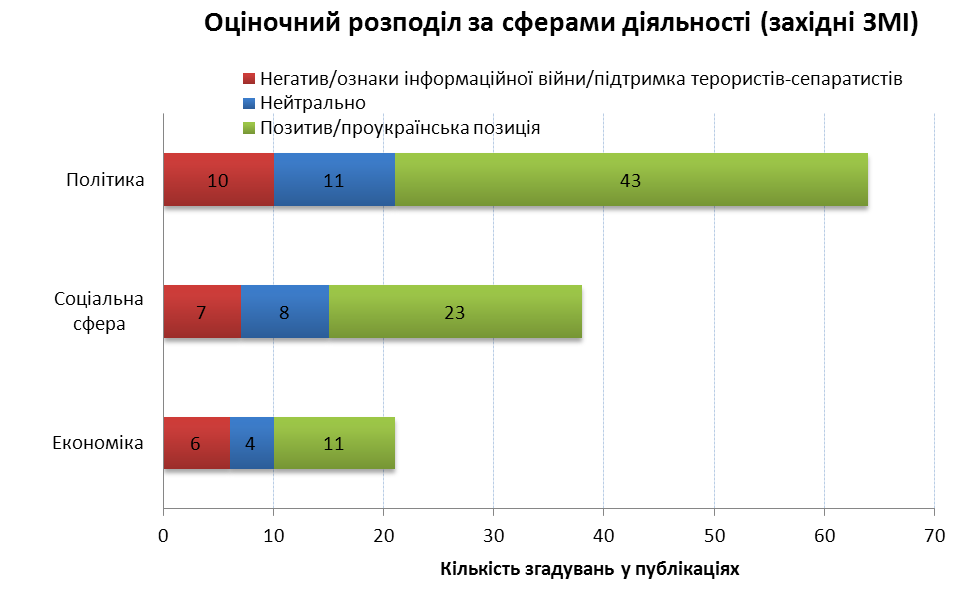 Оціночний розподіл за сферами діяльності (західні ЗМІ)
Негатив/ознаки інформаційної війни/підтримка терористів-сепаратистів
Нейтрально
Позитив/проукраїнська позиція
Політика
10
11
43
Соціальна
сфера
7
8
23
Економіка
6
4
11
0
10
20
30
40
50
60
70
Кількість згадувань у публікаціях